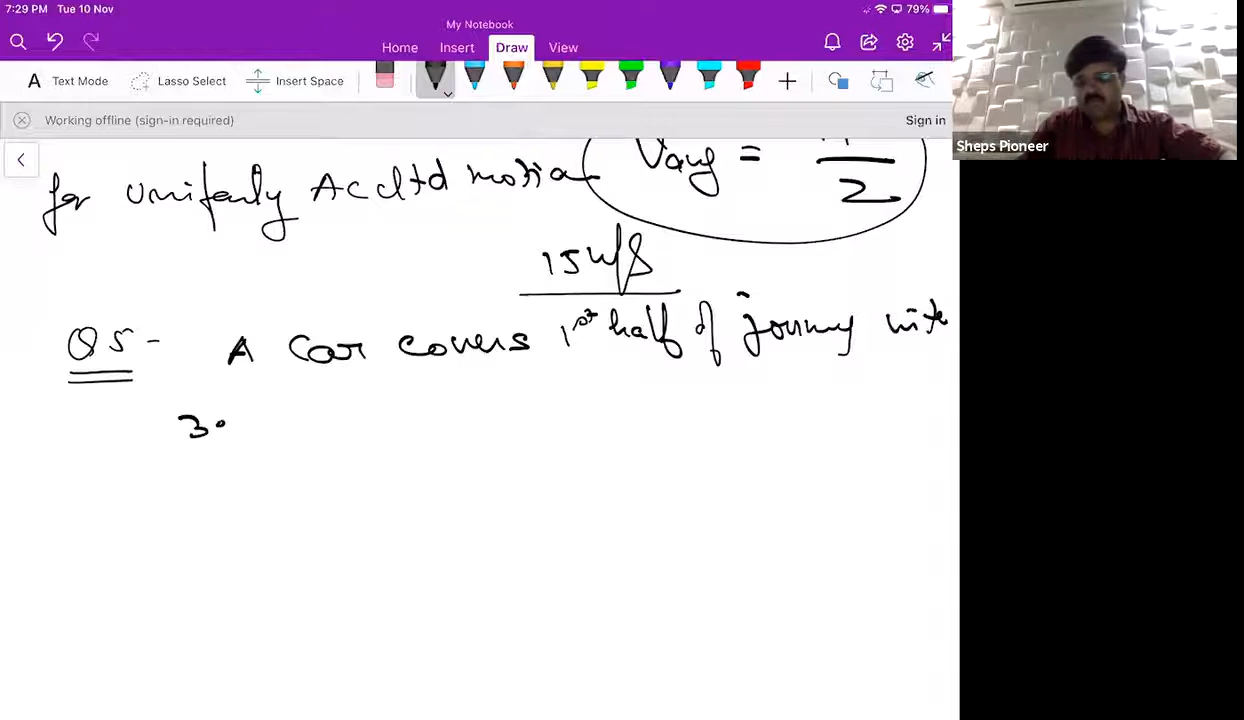 7:29 PM Tue 10 Nov
79%
My Notebook
Home Insert Draw View
A Text Mode Lasso Select Insert Space
Working offline (sign-in required) Sign in
Sheps Pioneer
Vavg = 2
for Accltd motion
15 m/s
Q5 - A car covers 1st half of journey with
30